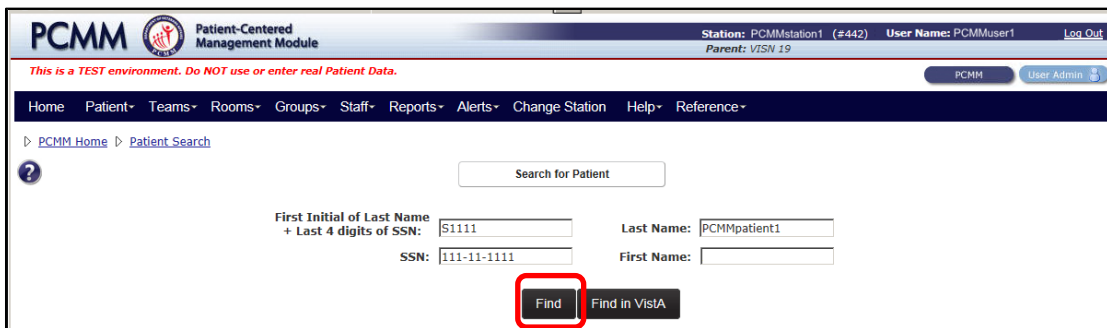 PCMM Patient-Centered Management Module
Station: PCMMstation1 (#442) User Name: PCMMuser1 Log Out
Parent: VISN 19
This is a TEST environment. Do NOT use or enter real Patient Data.
PCMM User Admin
Home Patient Teams Rooms Groups Staff Reports Alerts Change Station Help Reference
PCMM Home Patient Search
?
Search for Patient
First Initial of Last Name
+ Last 4 digits of SSN: S1111 Last Name: PCMMpatient1
SSN: 111-11-1111 First Name:
Find Find in VistA